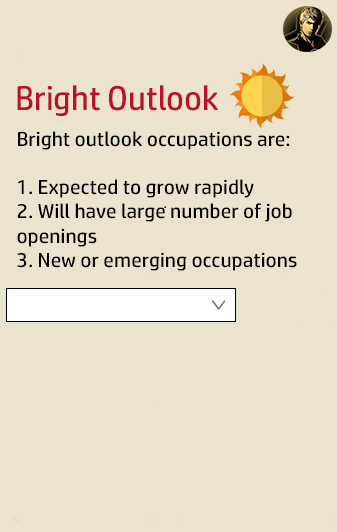 Bright Outlook
Bright outlook occupations are:
1. Expected to grow rapidly
2. Will have large number of job
openings
3. New or emerging occupations